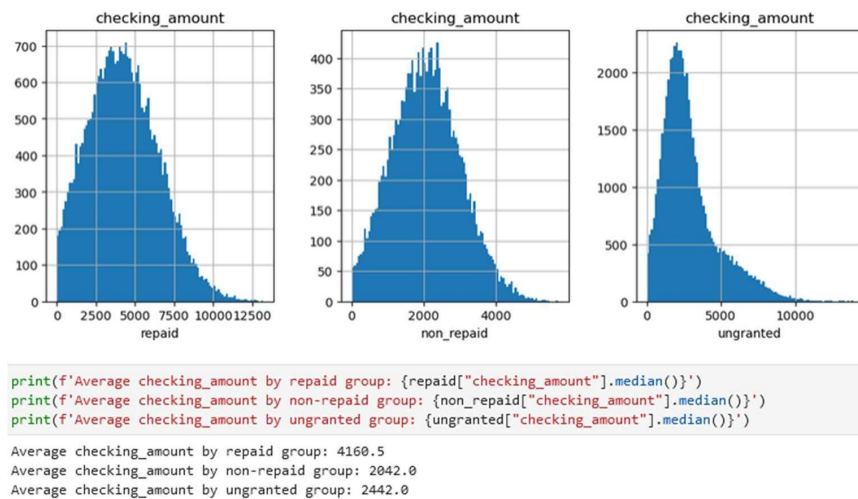 checking_amount
700
600
500
400
300
200
100
0
0 2500 5000 7500 10000 12500
repaid
checking_amount
400
350
300
250
200
150
100
50
0
0 2000 4000
non_repaid
checking_amount
2000
1500
1000
500
0
0 5000 10000
ungranted
print(f'Average checking_amount by repaid group: {repaid["checking_amount"].median()}')
print(f'Average checking_amount by non-repaid group: {non_repaid["checking_amount"].median()}')
print(f'Average checking_amount by ungranted group: {ungranted["checking_amount"].median()}')
Average checking_amount by repaid group: 4160.5
Average checking_amount by non-repaid group: 2042.0
Average checking_amount by ungranted group: 2442.0